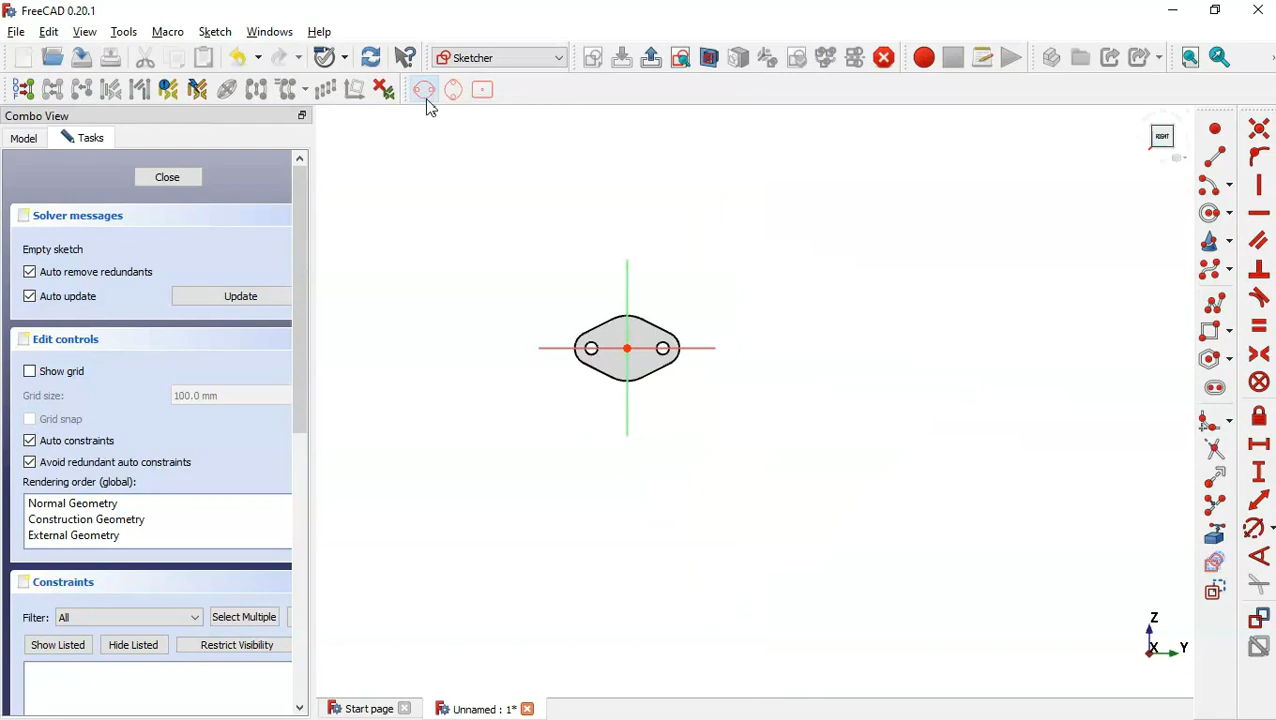 FreeCAD 0.20.1
File Edit View Tools Macro Sketch Windows Help
Sketcher
Combo View
Model Tasks
RIGHT
Close
Solver messages
Empty sketch
Auto remove redundants
Auto update Update
Edit controls
Show grid
Grid size: 100.0 mm
Grid snap
Auto constraints
Avoid redundant auto constraints
Rendering order (global):
Normal Geometry
Construction Geometry
External Geometry
Constraints
Filter: All Select Multiple
Show Listed Hide Listed Restrict Visibility
Z
X Y
Start page Unnamed : 1*